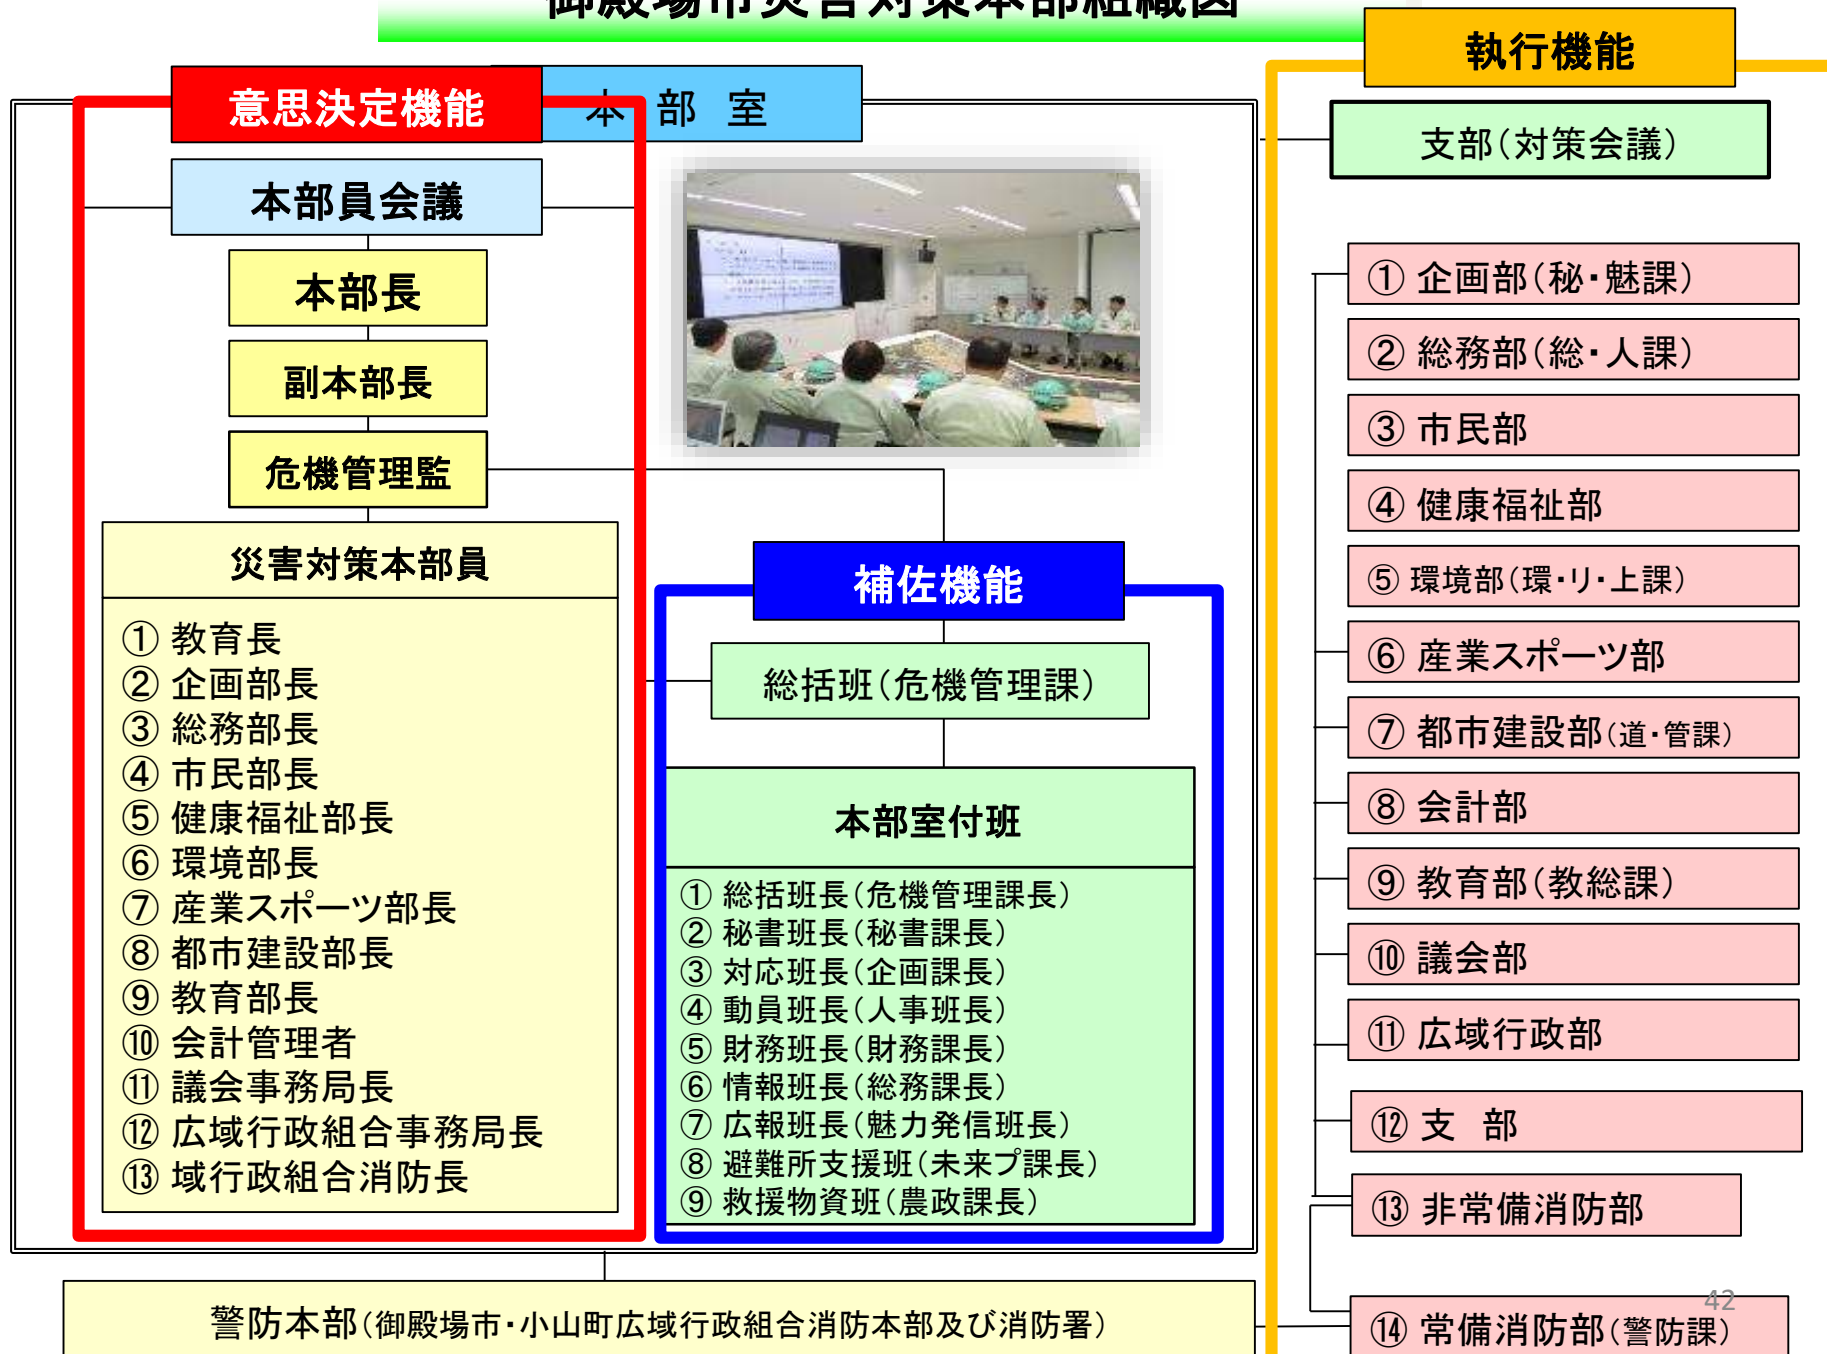 御殿場市災害対策本部組織図
執行機能
意思決定機能
本 部 室
支部（対策会議）
本部員会議
本部長
副本部長
危機管理監
災害対策本部員
① 教育長
② 企画部長
③ 総務部長
④ 市民部長
⑤ 健康福祉部長
⑥ 環境部長
⑦ 産業スポーツ部長
⑧ 都市建設部長
⑨ 教育部長
⑩ 会計管理者
⑪ 議会事務局長
⑫ 広域行政組合事務局長
⑬ 域行政組合消防長
補佐機能
総括班（危機管理課）
本部室付班
① 総括班長（危機管理課長）
② 秘書班長（秘書課長）
③ 対応班長（企画課長）
④ 動員班長（人事班長）
⑤ 財務班長（財務課長）
⑥ 情報班長（総務課長）
⑦ 広報班長（魅力発信班長）
⑧ 避難所支援班（未来プ課長）
⑨ 救援物資班（農政課長）
① 企画部（秘・魅課）
② 総務部（総・人課）
③ 市民部
④ 健康福祉部
⑤ 環境部（環・リ・上課）
⑥ 産業スポーツ部
⑦ 都市建設部（道・管課）
⑧ 会計部
⑨ 教育部（教総課）
⑩ 議会部
⑪ 広域行政部
⑫ 支 部
⑬ 非常備消防部
⑭ 常備消防部（警防課）
警防本部（御殿場市・小山町広域行政組合消防本部及び消防署）
42